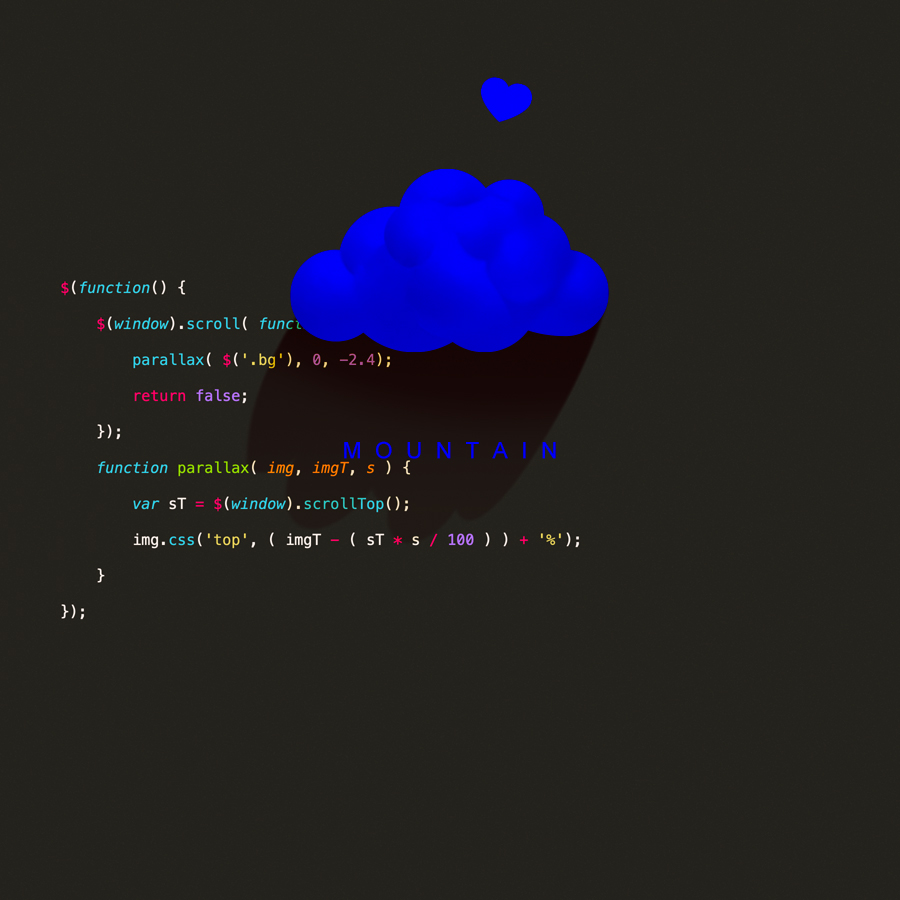 $(function() {
$(window).scroll( funct
parallax( $('.bg'), 0, −2.4);
return false;
});
MOUNTAIN
function parallax( img, imgT, s ) {
var sT = $(window).scrollTop();
img.css('top', ( imgT − ( sT * s / 100 ) ) + '%');
}
});